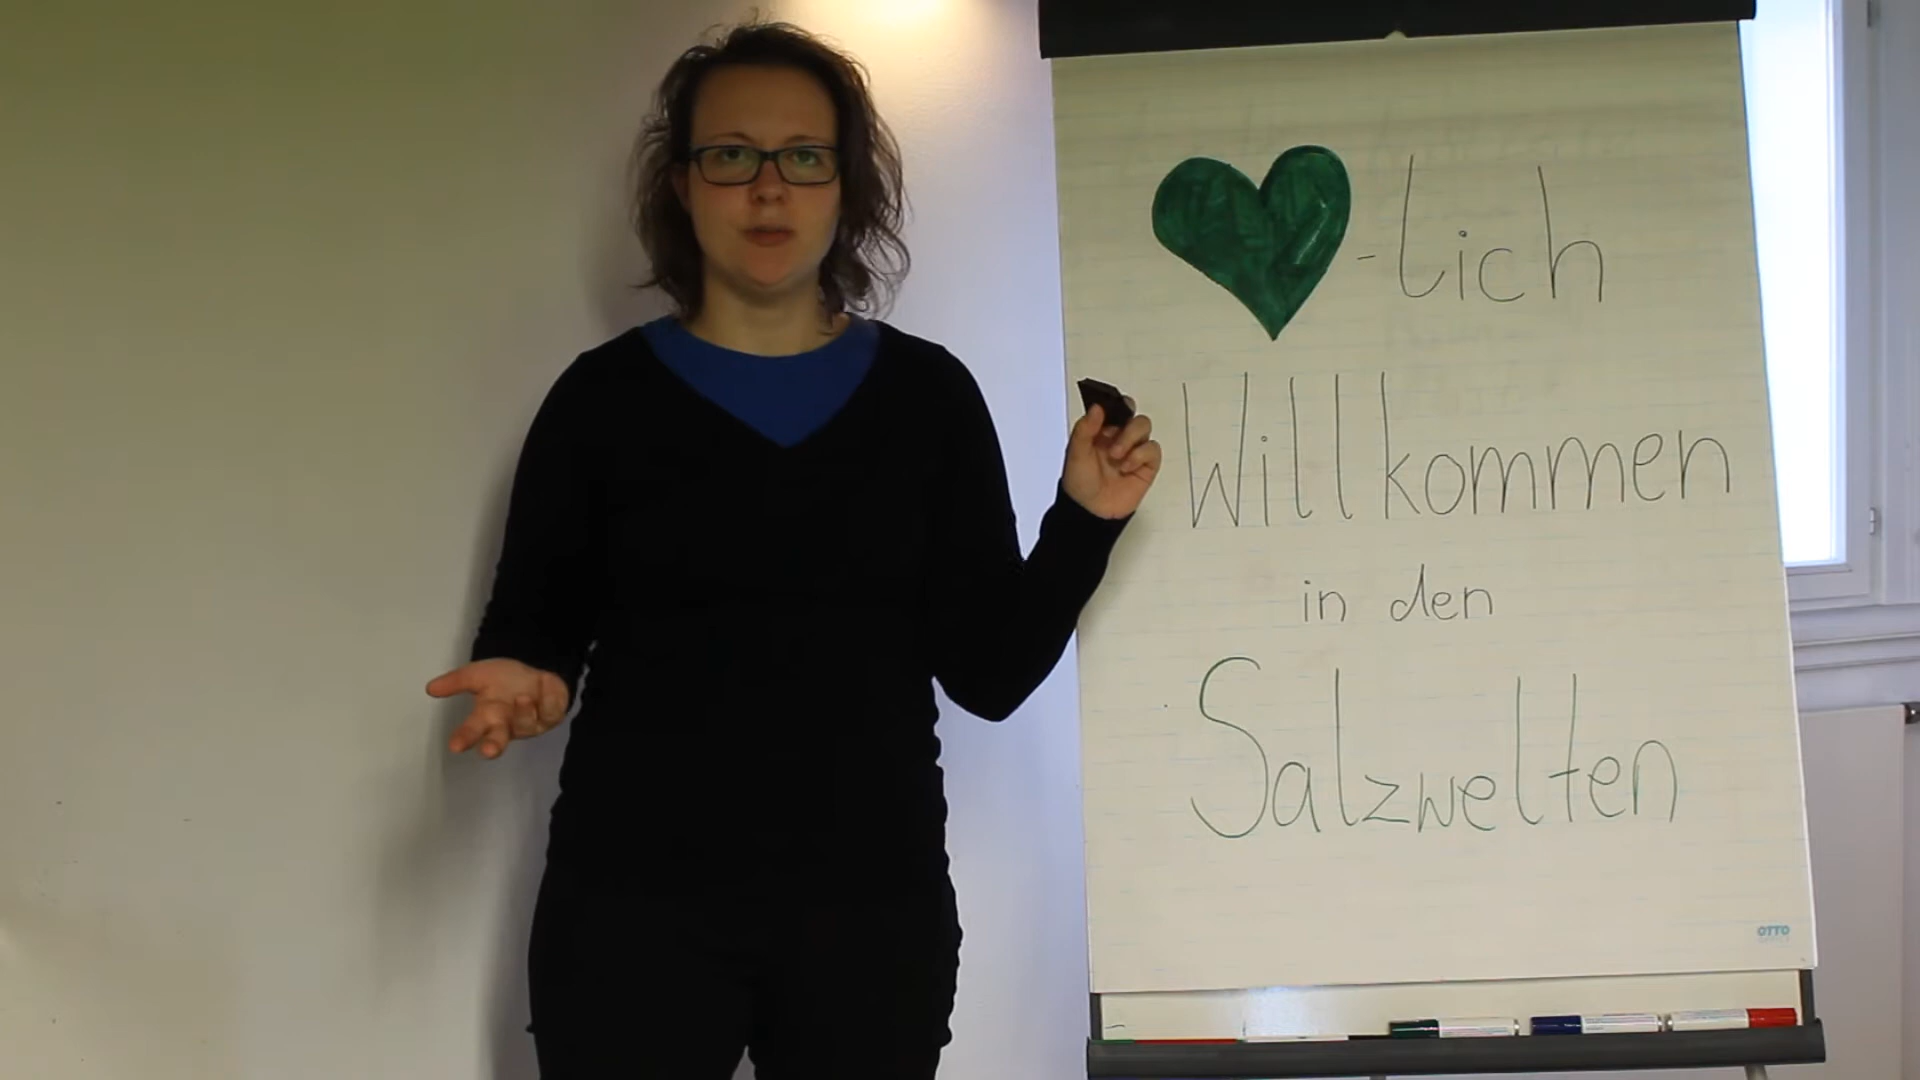 -lich
Willkommen
in den
Salzwelten
OTTO